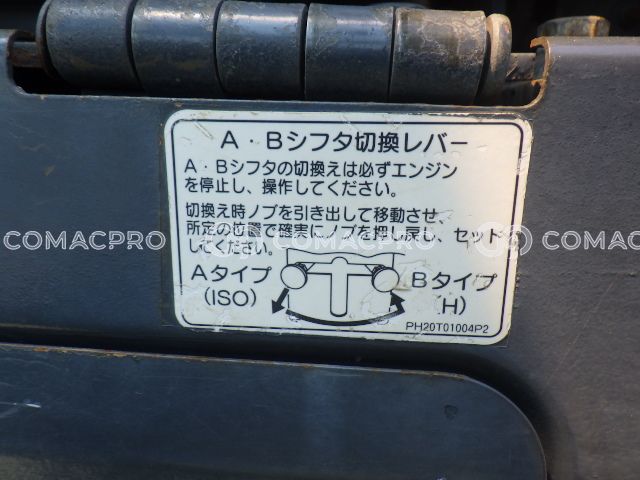 A・Bシフタ切換レバー
A・Bシフタの切換えは必ずエンジン
を停止し、操作してください。
切換え時ノブを引き出して移動させ、
所定の位置で確実にノブを押し戻し、セット
してください。
Aタイプ
(ISO)
Bタイプ
(H)
PH20T01004P2
COMACPRO
COMACPRO
COMACPRO
COMAC